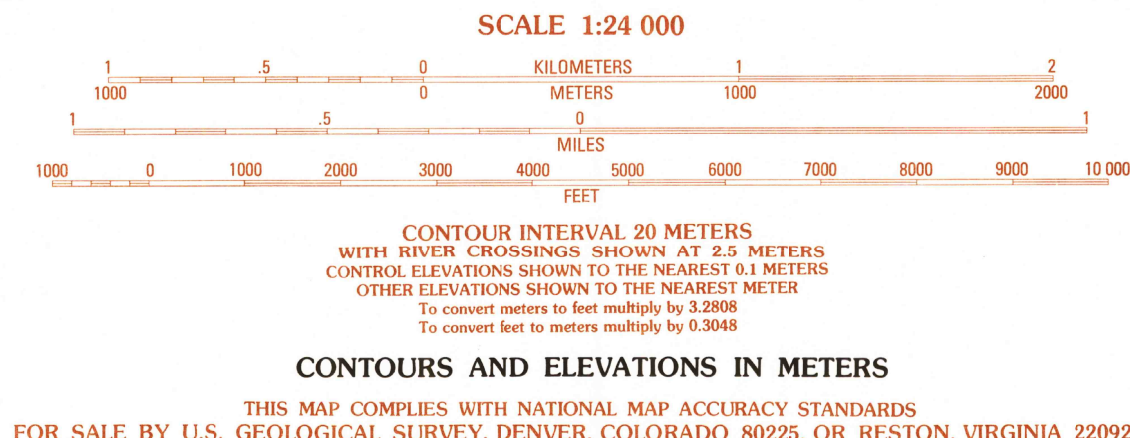 SCALE 1:24 000
1 .5 0 KILOMETERS 1 2
1000 0 METERS 1000 2000
1 .5 0 1
MILES
1000 0 1000 2000 3000 4000 5000 6000 7000 8000 9000 10 000
FEET
CONTOUR INTERVAL 20 METERS
WITH RIVER CROSSINGS SHOWN AT 2.5 METERS
CONTROL ELEVATIONS SHOWN TO THE NEAREST 0.1 METERS
OTHER ELEVATIONS SHOWN TO THE NEAREST METER
To convert meters to feet multiply by 3.2808
To convert feet to meters multiply by 0.3048
CONTOURS AND ELEVATIONS IN METERS
THIS MAP COMPLIES WITH NATIONAL MAP ACCURACY STANDARDS
FOR SALE BY U.S. GEOLOGICAL SURVEY, DENVER, COLORADO 80225, OR RESTON, VIRGINIA 22092